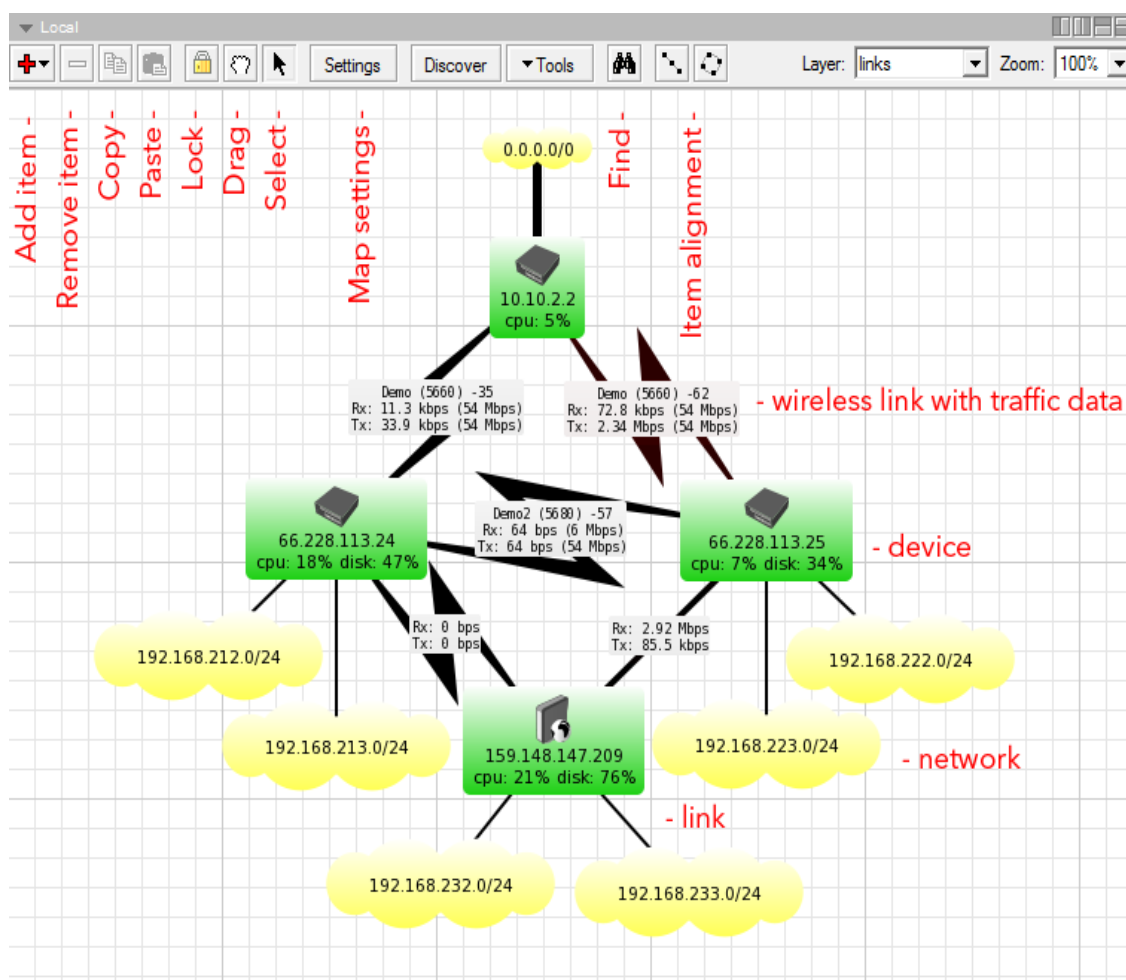 Local
Settings
Discover
Tools
Layer: links
Zoom: 100%
Add item -
Remove item -
Copy-
Paste-
Lock-
Drag-
Select-
Map settings-
Find-
Item alignment-
0.0.0.0/0
10.10.2.2
cpu: 5%
Demo (5660) -35
Rx: 11.3 kbps (54 Mbps)
Tx: 33.9 kbps (54 Mbps)
Demo (5660) -62
Rx: 72.8 kbps (54 Mbps)
Tx: 2.34 Mbps (54 Mbps)
- wireless link with traffic data
Demo2 (5680) -57
Rx: 64 bps (6 Mbps)
Tx: 64 bps (54 Mbps)
66.228.113.24
cpu: 18% disk: 47%
66.228.113.25
cpu: 7% disk: 34%
- device
Rx: 0 bps
Tx: 0 bps
Rx: 2.92 Mbps
Tx: 85.5 kbps
192.168.212.0/24
192.168.222.0/24
192.168.213.0/24
192.168.223.0/24
159.148.147.209
cpu: 21% disk: 76%
- network
- link
192.168.232.0/24
192.168.233.0/24